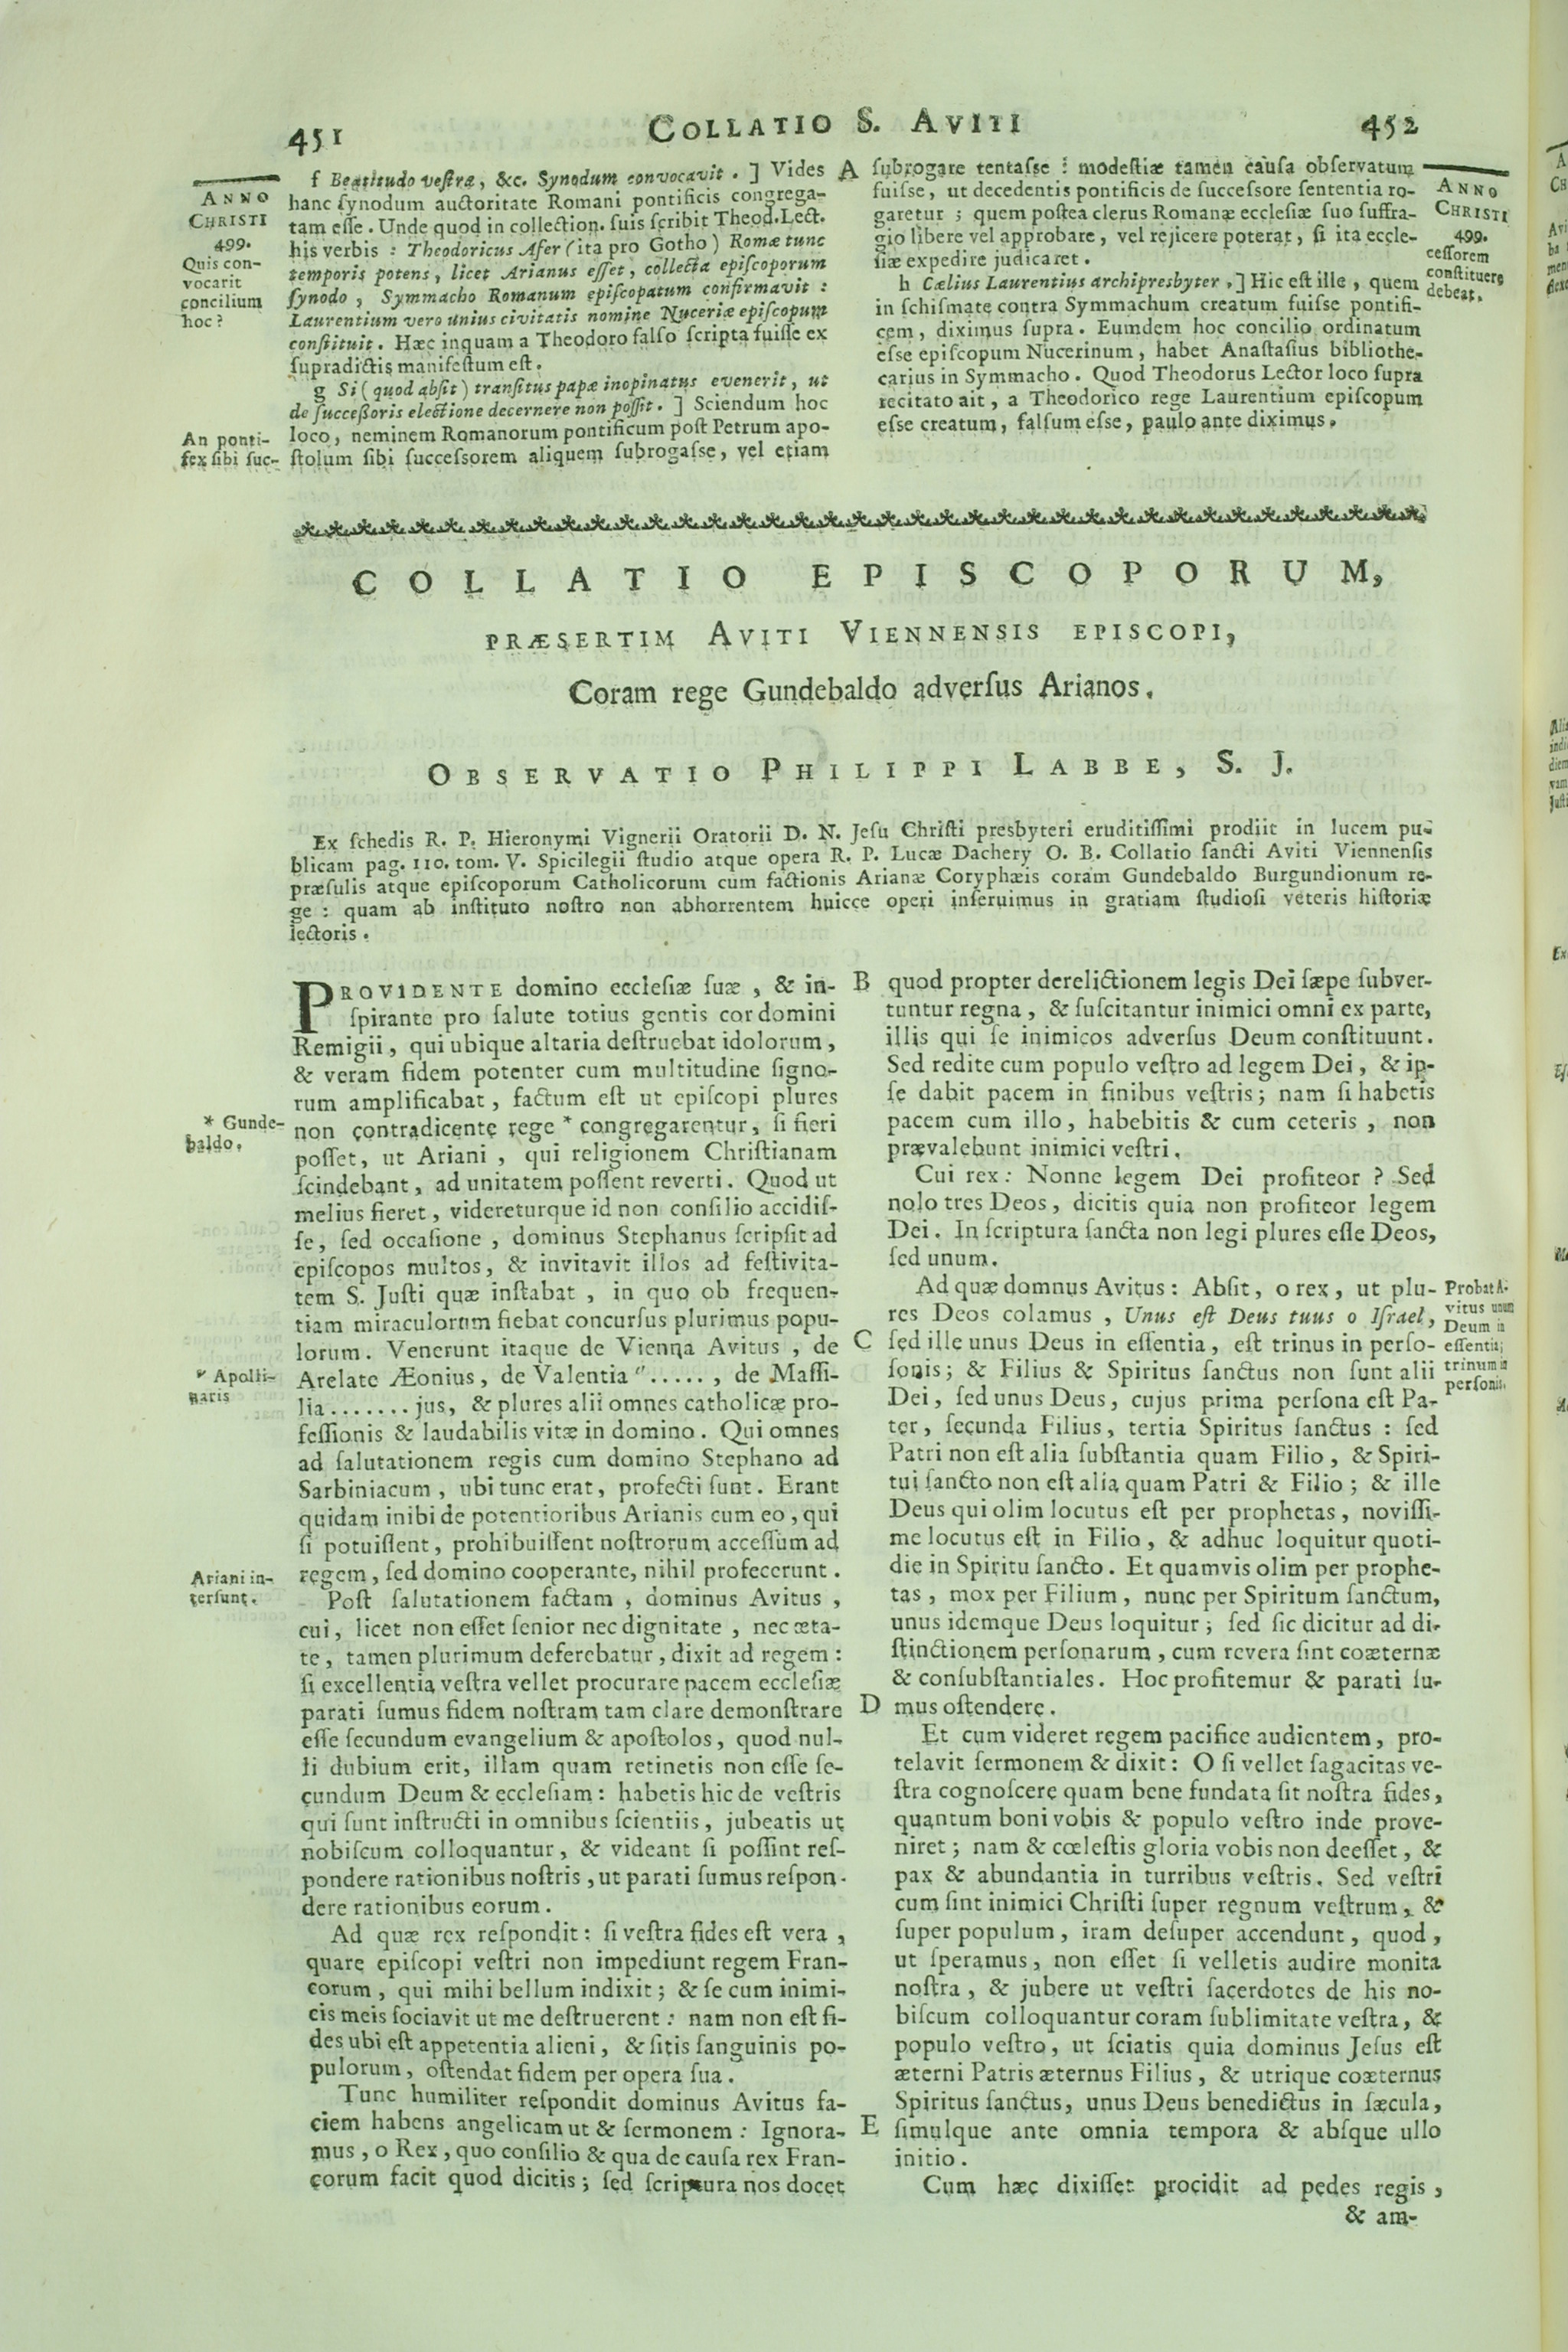 451
COLLATIO S. AVITI
452
ANNO
CHRISTI
499.
Quis con-
vocarit
concilium
hoc?
An ponti-
fex sibi suc-
f Beatitudo vestra, &c. Synodum convocavit.] Vides
hanc synodum auctoritate Romani pontificis congrega-
tam esse. Unde quod in collection. suis scribit Theod. Lect.
his verbis: Theodoricus Afer (ita pro Gotho) Romæ tunc
temporis potens, licet Arianus esset, collecta episcoporum
synodo, Symmacho Romanum episcopatum confirmavit:
Laurentium vero unius civitatis nomine Nuceriæ episcopum
constituit. Hæc inquam a Theodoro falso scripta fuisse ex
supradictis manifestum est.
g Si (quod absit) transitus papæ inopinatus evenerit, ut
de successoris electione decernere non possit.] Sciendum hoc
loco, neminem Romanorum pontificum post Petrum apo-
stolum sibi successorem aliquem subrogasse, vel etiam
A
subrogare tentasse: modestiæ tamen causa observatum
fuisse, ut decedentis pontificis de successore sententia ro-
garetur; quem postea clerus Romanæ ecclesiæ suo suffra-
gio libere vel approbare, vel rejicere poterat, si ita eccle-
siæ expedire judicaret.
h Cælius Laurentius archipresbyter,] Hic est ille, quem
in schismate contra Symmachum creatum fuisse pontifi-
cem, diximus supra. Eumdem hoc concilio ordinatum
esse episcopum Nucerinum, habet Anastasius bibliothe-
carius in Symmacho. Quod Theodorus Lector loco supra
recitato ait, a Theodorico rege Laurentium episcopum
esse creatum, falsum esse, paulo ante diximus.
ANNO
CHRISTI
499.
cessorem
constituere
debeat.
COLLATIO EPISCOPORUM,
PRÆSERTIM AVITI VIENNENSIS EPISCOPI,
Coram rege Gundebaldo adversus Arianos.
OBSERVATIO PHILIPPI LABBE, S. J.
Ex schedis R. P. Hieronymi Vignerii Oratorii D. N. Jesu Christi presbyteri eruditissimi prodiit in lucem pu-
blicam pag. 110. tom. V. Spicilegii studio atque opera R. P. Lucæ Dachery O. B. Collatio sancti Aviti Viennensis
præsulis atque episcoporum Catholicorum cum factionis Arianæ Coryphæis coram Gundebaldo Burgundionum re-
ge: quam ab instituto nostro non abhorrentem huicce operi inseruimus in gratiam studiosi veteris historiæ
lectoris.
PROVIDENTE domino ecclesiæ suæ, & in-
spirante pro salute totius gentis cor domini
Remigii, qui ubique altaria destruebat idolorum,
& veram fidem potenter cum multitudine signo-
rum amplificabat, factum est ut episcopi plures
non contradicente rege * congregarentur, si fieri
posset, ut Ariani, qui religionem Christianam
scindebant, ad unitatem possent reverti. Quod ut
melius fieret, videreturque id non consilio accidis-
se, sed occasione, dominus Stephanus scripsit ad
episcopos multos, & invitavit illos ad festivita-
tem S. Justi quæ instabat, in quo ob frequen-
tiam miraculorum fiebat concursus plurimus popu-
lorum. Venerunt itaque de Vienna Avitus, de
Arelate Æonius, de Valentia ʺ....., de Massi-
lia.......jus, & plures alii omnes catholicæ pro-
fessionis & laudabilis vitæ in domino. Qui omnes
ad salutationem regis cum domino Stephano ad
Sarbiniacum, ubi tunc erat, profecti sunt. Erant
quidam inibi de potentioribus Arianis cum eo, qui
si potuissent, prohibuissent nostrorum accessum ad
regem, sed domino cooperante, nihil profecerunt.
Post salutationem factam, dominus Avitus,
cui, licet non esset senior nec dignitate, nec æta-
te, tamen plurimum deferebatur, dixit ad regem:
si excellentia vestra vellet procurare pacem ecclesiæ
parati sumus fidem nostram tam clare demonstrare
esse secundum evangelium & apostolos, quod nul-
li dubium erit, illam quam retinetis non esse se-
cundum Deum & ecclesiam: habetis hic de vestris
qui sunt instructi in omnibus scientiis, jubeatis ut
nobiscum colloquantur, & videant si possint res-
pondere rationibus nostris, ut parati sumus respon-
dere rationibus eorum.
Ad quæ rex respondit: si vestra fides est vera,
quare episcopi vestri non impediunt regem Fran-
corum, qui mihi bellum indixit; & se cum inimi-
cis meis sociavit ut me destruerent: nam non est fi-
des ubi est appetentia alieni, & sitis sanguinis po-
pulorum, ostendat fidem per opera sua.
Tunc humiliter respondit dominus Avitus fa-
ciem habens angelicam ut & sermonem: Ignora-
mus, o Rex, quo consilio & qua de causa rex Fran-
corum facit quod dicitis; sed scriptura nos docet
* Gunde-
baldo.
ʺ Apolli-
naris
Ariani in-
tersunt.
B
C
D
E
quod propter derelictionem legis Dei sæpe subver-
tuntur regna, & suscitantur inimici omni ex parte,
illis qui se inimicos adversus Deum constituunt.
Sed redite cum populo vestro ad legem Dei, & ip-
se dabit pacem in finibus vestris; nam si habetis
pacem cum illo, habebitis & cum ceteris, non
prævalebunt inimici vestri.
Cui rex: Nonne legem Dei profiteor? Sed
nolo tres Deos, dicitis quia non profiteor legem
Dei. In scriptura sancta non legi plures esse Deos,
sed unum.
Ad quæ domnus Avitus: Absit, o rex, ut plu-
res Deos colamus, Unus est Deus tuus o Israel,
sed ille unus Deus in essentia, est trinus in perso-
sonis; & Filius & Spiritus sanctus non sunt alii
Dei, sed unus Deus, cujus prima persona est Pa-
ter, secunda Filius, tertia Spiritus sanctus: sed
Patri non est alia substantia quam Filio, & Spiri-
tui sancto non est alia quam Patri & Filio; & ille
Deus qui olim locutus est per prophetas, novissi-
me locutus est in Filio, & adhuc loquitur quoti-
die in Spiritu sancto. Et quamvis olim per prophe-
tas, mox per Filium, nunc per Spiritum sanctum,
unus idemque Deus loquitur; sed sic dicitur ad di-
stinctionem personarum, cum revera sint coæternæ
& consubstantiales. Hoc profitemur & parati su-
mus ostendere.
Et cum videret regem pacifice audientem, pro-
telavit sermonem & dixit: O si vellet sagacitas ve-
stra cognoscere quam bene fundata sit nostra fides,
quantum boni vobis & populo vestro inde prove-
niret; nam & cœlestis gloria vobis non deesset, &
pax & abundantia in turribus vestris. Sed vestri
cum sint inimici Christi super regnum vestrum, &
super populum, iram desuper accendunt, quod,
ut speramus, non esset si velletis audire monita
nostra, & jubere ut vestri sacerdotes de his no-
biscum colloquantur coram sublimitate vestra, &
populo vestro, ut sciatis quia dominus Jesus est
æterni Patris æternus Filius, & utrique coæternus
Spiritus sanctus, unus Deus benedictus in sæcula,
simulque ante omnia tempora & absque ullo
initio.
Cum hæc dixisset procidit ad pedes regis,
& am-
Probat A-
vitus unum
Deum in
essentia;
trinum in
personis.